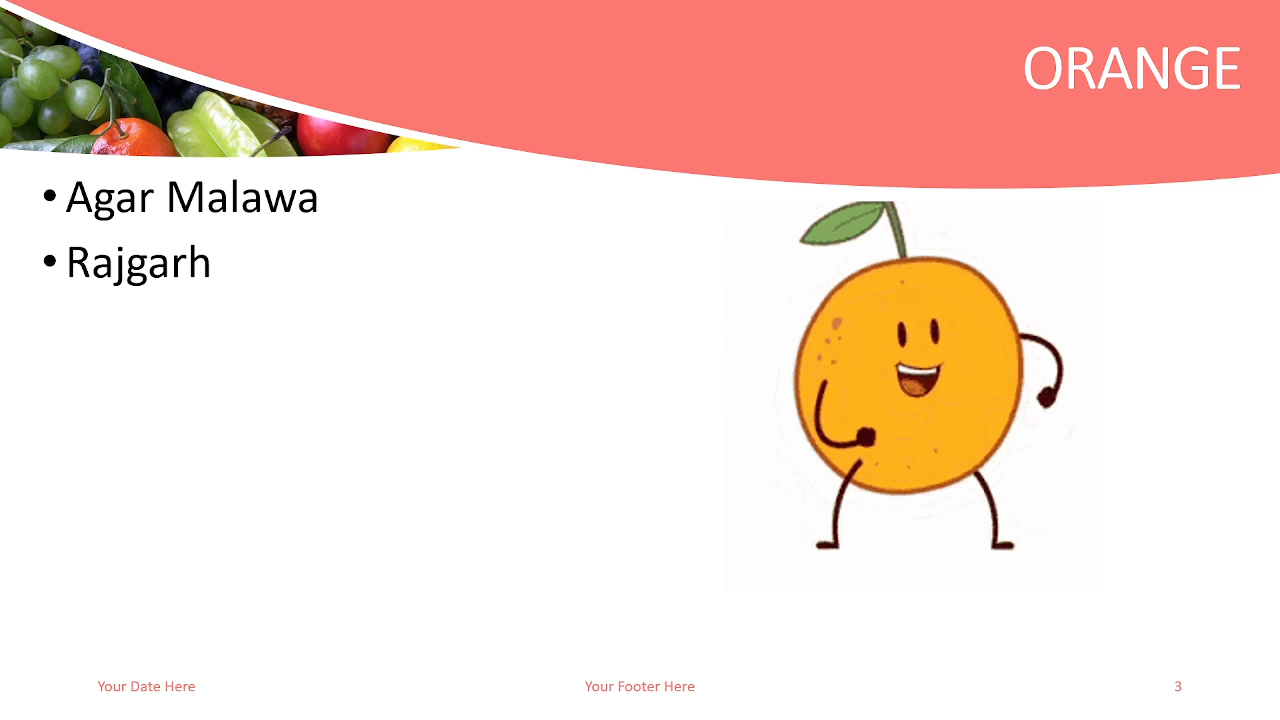 ORANGE
• Agar Malawa
• Rajgarh
Your Date Here
Your Footer Here
3